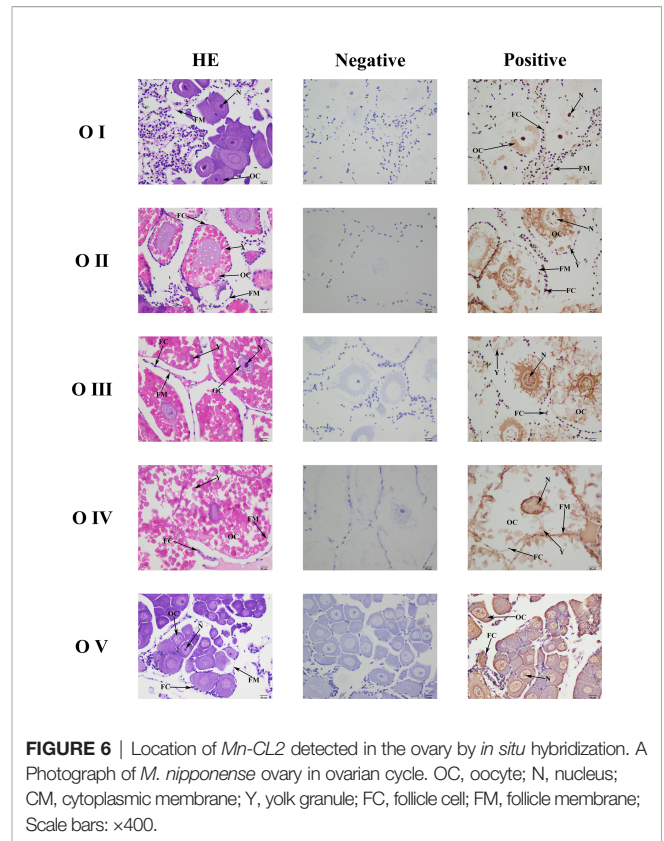 HE Negative Positive
O I
N
FM
OC
FC
N
OC
FM
O II
FC
Y
OC
FM
N
OC
Y
FM
FC
O III
FC
Y
N
FM
OC
N
OC
FC
O IV
Y
FM
FC
OC
N
OC
FM
FC
Y
O V
OC
N
FC
FM
OC
FC
N
FIGURE 6 | Location of Mn-CL2 detected in the ovary by in situ hybridization. A
Photograph of M. nipponense ovary in ovarian cycle. OC, oocyte; N, nucleus;
CM, cytoplasmic membrane; Y, yolk granule; FC, follicle cell; FM, follicle membrane;
Scale bars: ×400.